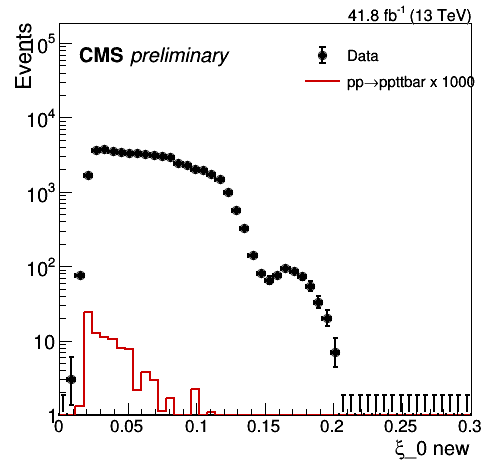 41.8 fb⁻¹ (13 TeV)
Events
CMS preliminary
Data
pp→ppttbar x 1000
10⁵
10⁴
10³
10²
10
1
0 0.05 0.1 0.15 0.2 0.25 0.3
ξ_0 new